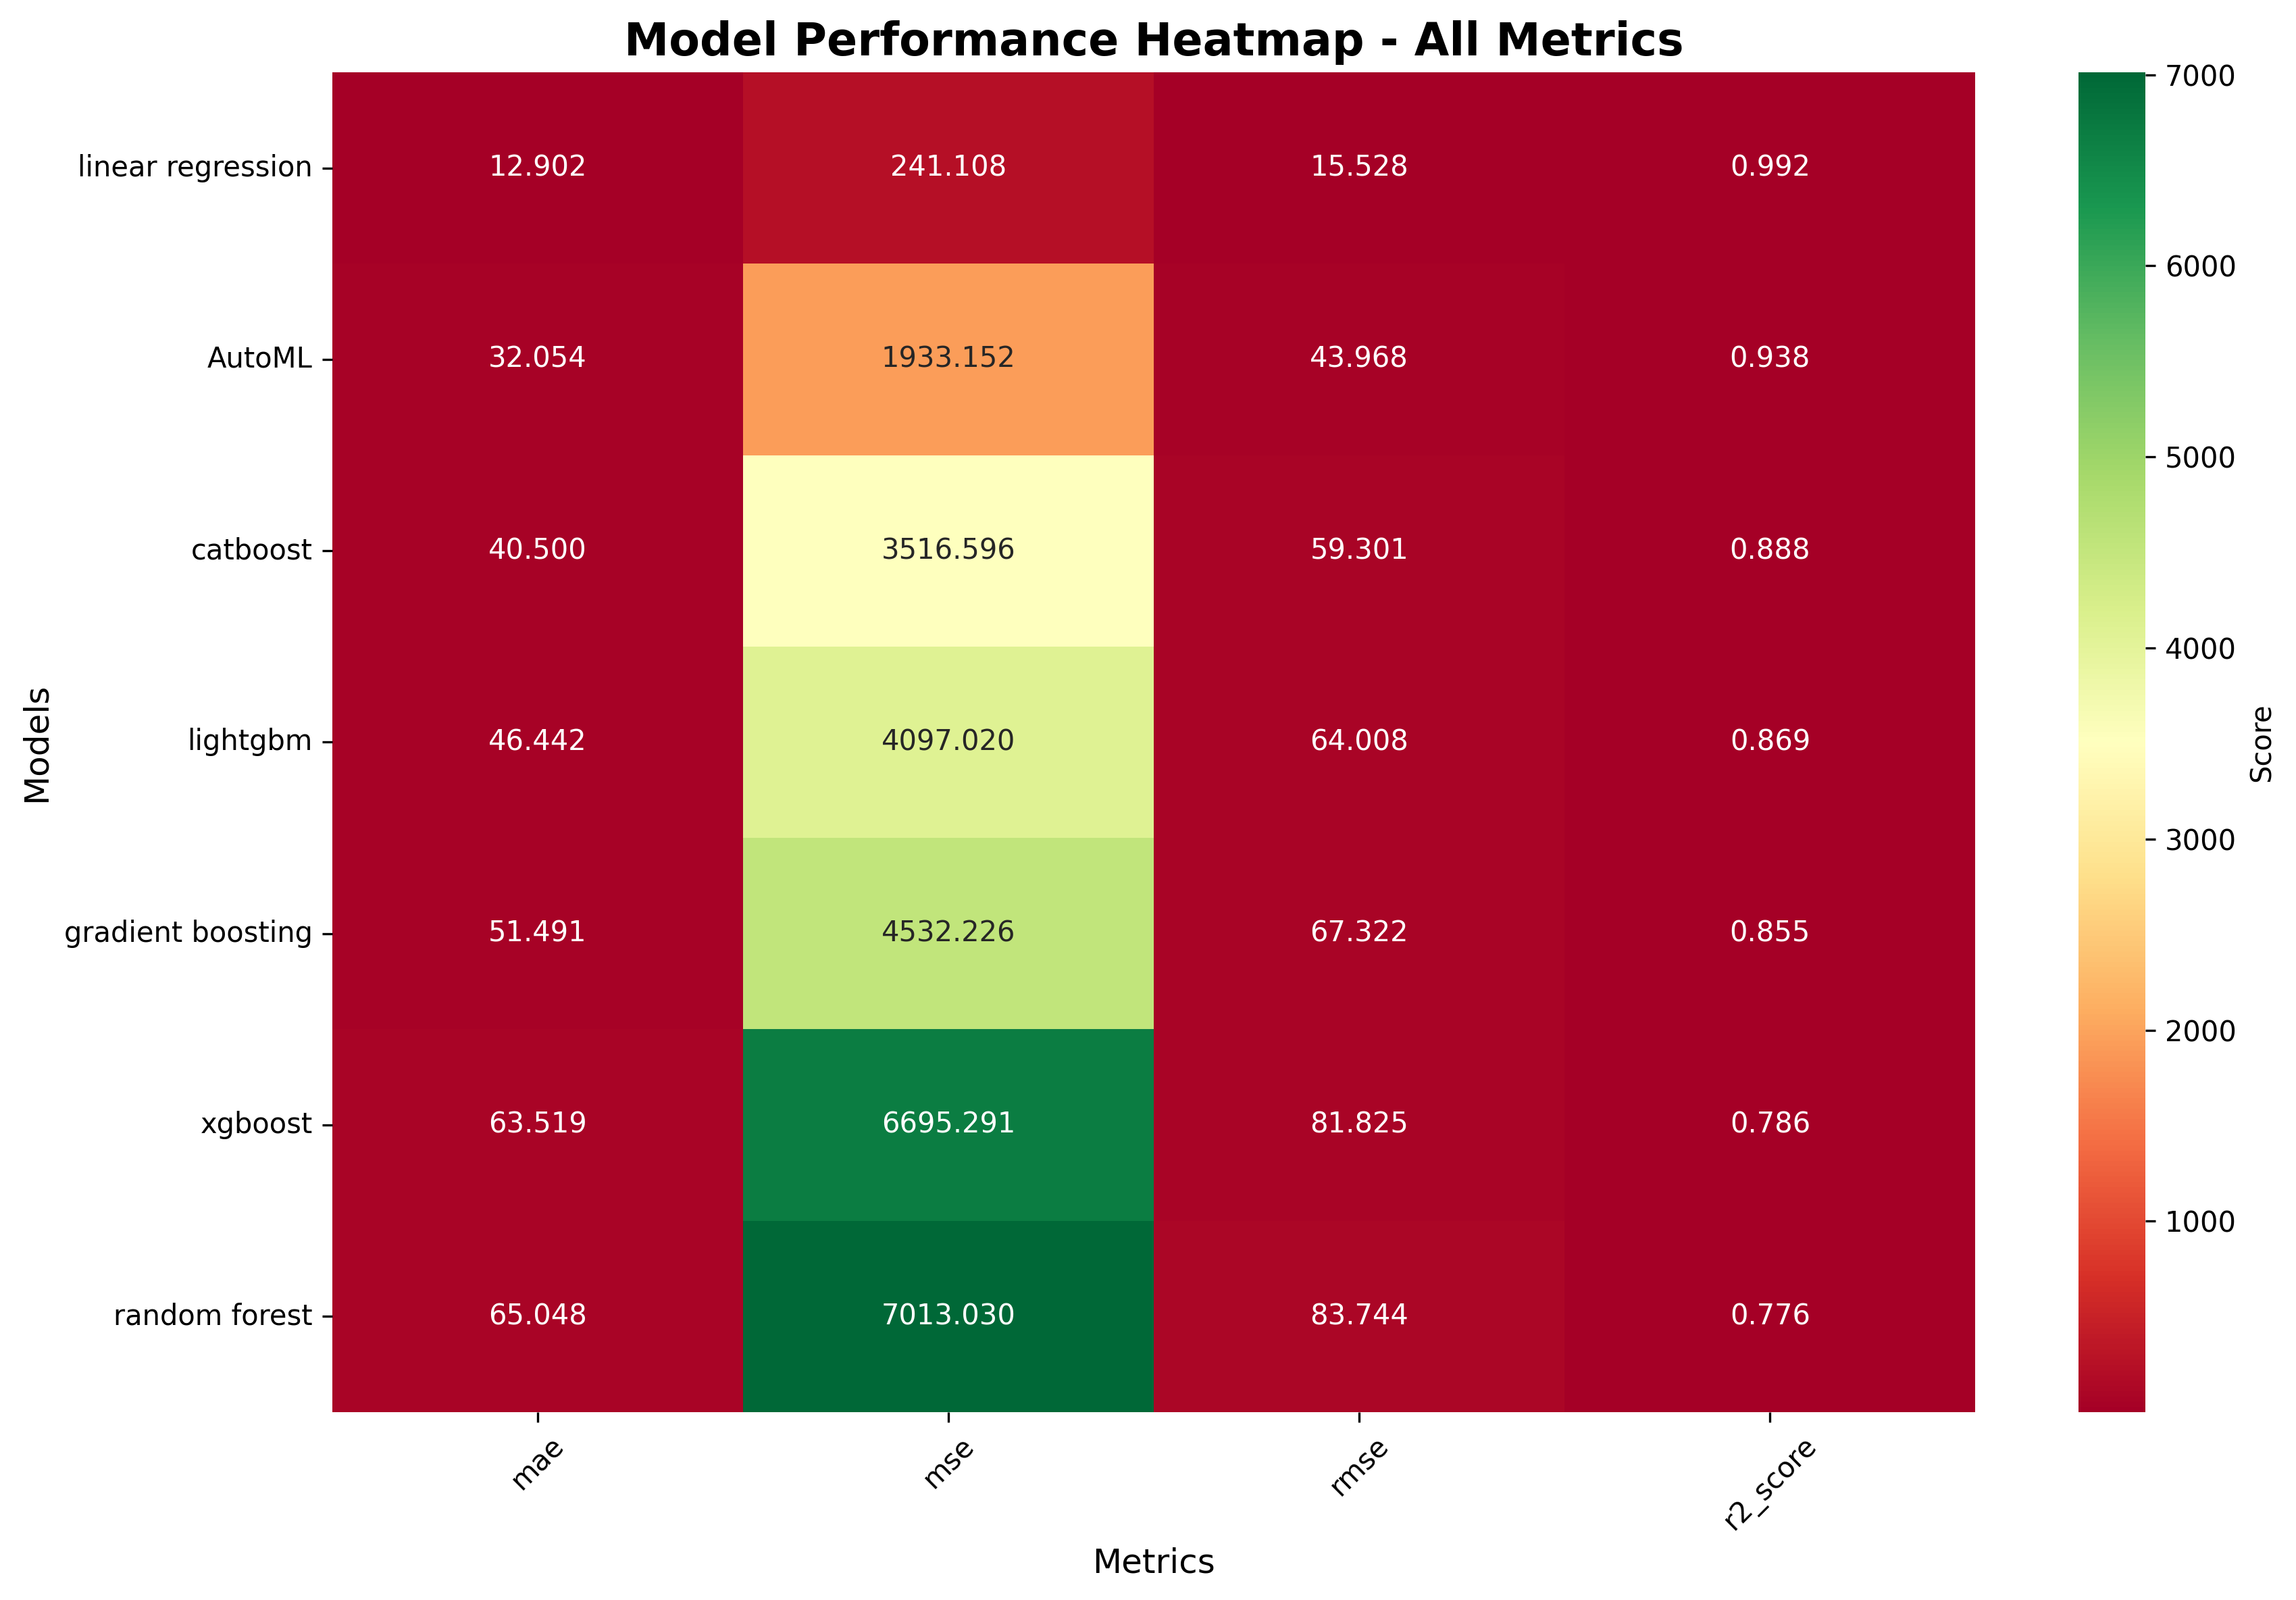 Model Performance Heatmap - All Metrics
linear regression 12.902 241.108 15.528 0.992
AutoML 32.054 1933.152 43.968 0.938
catboost 40.500 3516.596 59.301 0.888
lightgbm 46.442 4097.020 64.008 0.869
gradient boosting 51.491 4532.226 67.322 0.855
xgboost 63.519 6695.291 81.825 0.786
random forest 65.048 7013.030 83.744 0.776
mae mse rmse r2_score
Metrics
Models
7000
6000
5000
4000
3000
2000
1000
Score